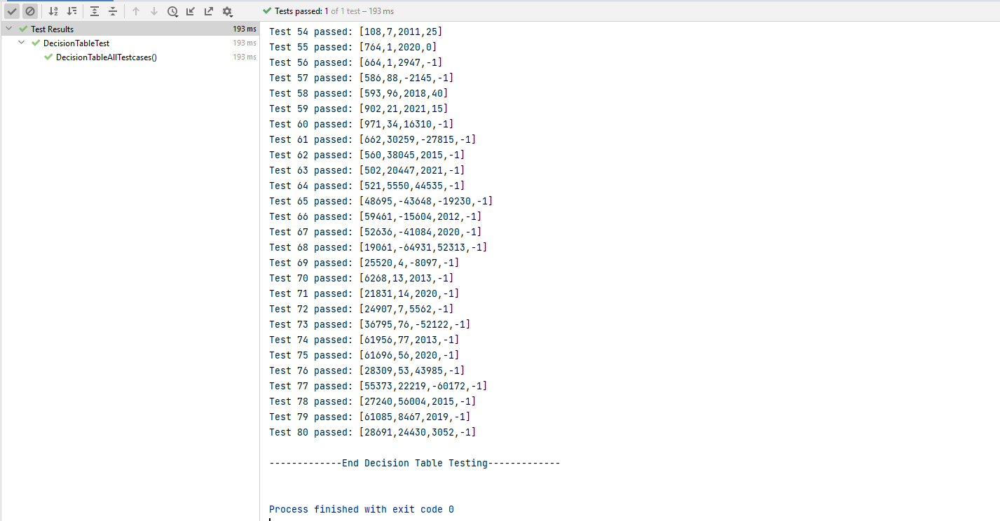 Tests passed: 1 of 1 test – 193 ms
Test Results 193 ms
DecisionTableTest 193 ms
DecisionTableAllTestcases() 193 ms
Test 54 passed: [108,7,2011,25]
Test 55 passed: [764,1,2020,0]
Test 56 passed: [664,1,2947,-1]
Test 57 passed: [586,88,-2145,-1]
Test 58 passed: [593,96,2018,40]
Test 59 passed: [902,21,2021,15]
Test 60 passed: [971,34,16310,-1]
Test 61 passed: [662,30259,-27815,-1]
Test 62 passed: [560,38045,2015,-1]
Test 63 passed: [502,20447,2021,-1]
Test 64 passed: [521,5550,44535,-1]
Test 65 passed: [48695,-43648,-19230,-1]
Test 66 passed: [59461,-15604,2012,-1]
Test 67 passed: [52636,-41084,2020,-1]
Test 68 passed: [19061,-64931,52313,-1]
Test 69 passed: [25520,4,-8097,-1]
Test 70 passed: [6268,13,2013,-1]
Test 71 passed: [21831,14,2020,-1]
Test 72 passed: [24907,7,5562,-1]
Test 73 passed: [36795,76,-52122,-1]
Test 74 passed: [61956,77,2013,-1]
Test 75 passed: [61696,56,2020,-1]
Test 76 passed: [28309,53,43985,-1]
Test 77 passed: [55373,22219,-60172,-1]
Test 78 passed: [27240,56004,2015,-1]
Test 79 passed: [61085,8467,2019,-1]
Test 80 passed: [28691,24430,3052,-1]
-------------End Decision Table Testing-------------
Process finished with exit code 0